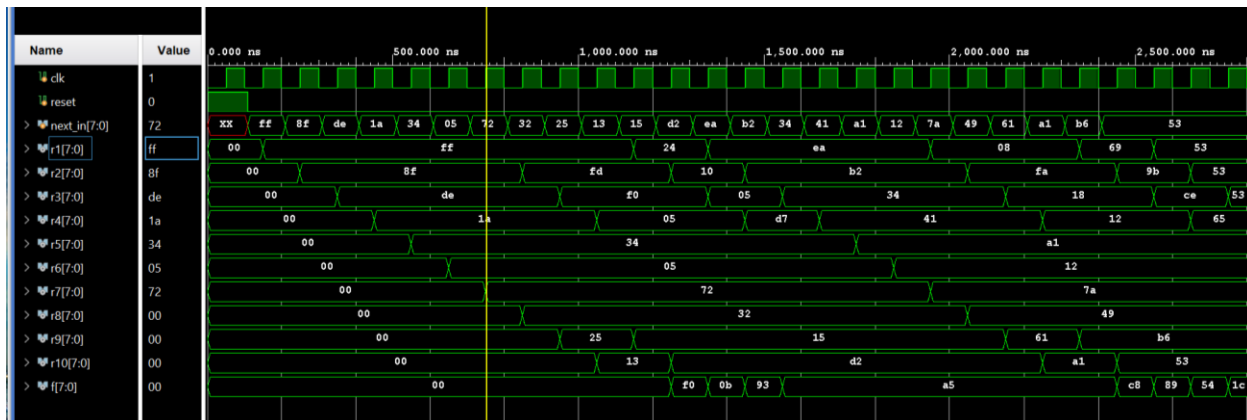 Name Value 0.000 ns 500.000 ns 1,000.000 ns 1,500.000 ns 2,000.000 ns 2,500.000 ns
clk 1
reset 0
next_in[7:0] 72 XX ff 8f de 1a 34 05 72 32 25 13 15 d2 ea b2 34 41 a1 12 7a 49 61 a1 b6 53
r1[7:0] ff 00 ff 24 ea 08 69 53
r2[7:0] 8f 00 8f fd 10 b2 fa 9b 53
r3[7:0] de 00 de f0 05 34 18 ce 53
r4[7:0] 1a 00 1a 05 d7 41 12 65
r5[7:0] 34 00 34 a1
r6[7:0] 05 00 05 12
r7[7:0] 72 00 72 7a
r8[7:0] 00 00 32 49
r9[7:0] 00 00 25 15 61 b6
r10[7:0] 00 00 13 d2 a1 53
f[7:0] 00 00 f0 0b 93 a5 c8 89 54 1c